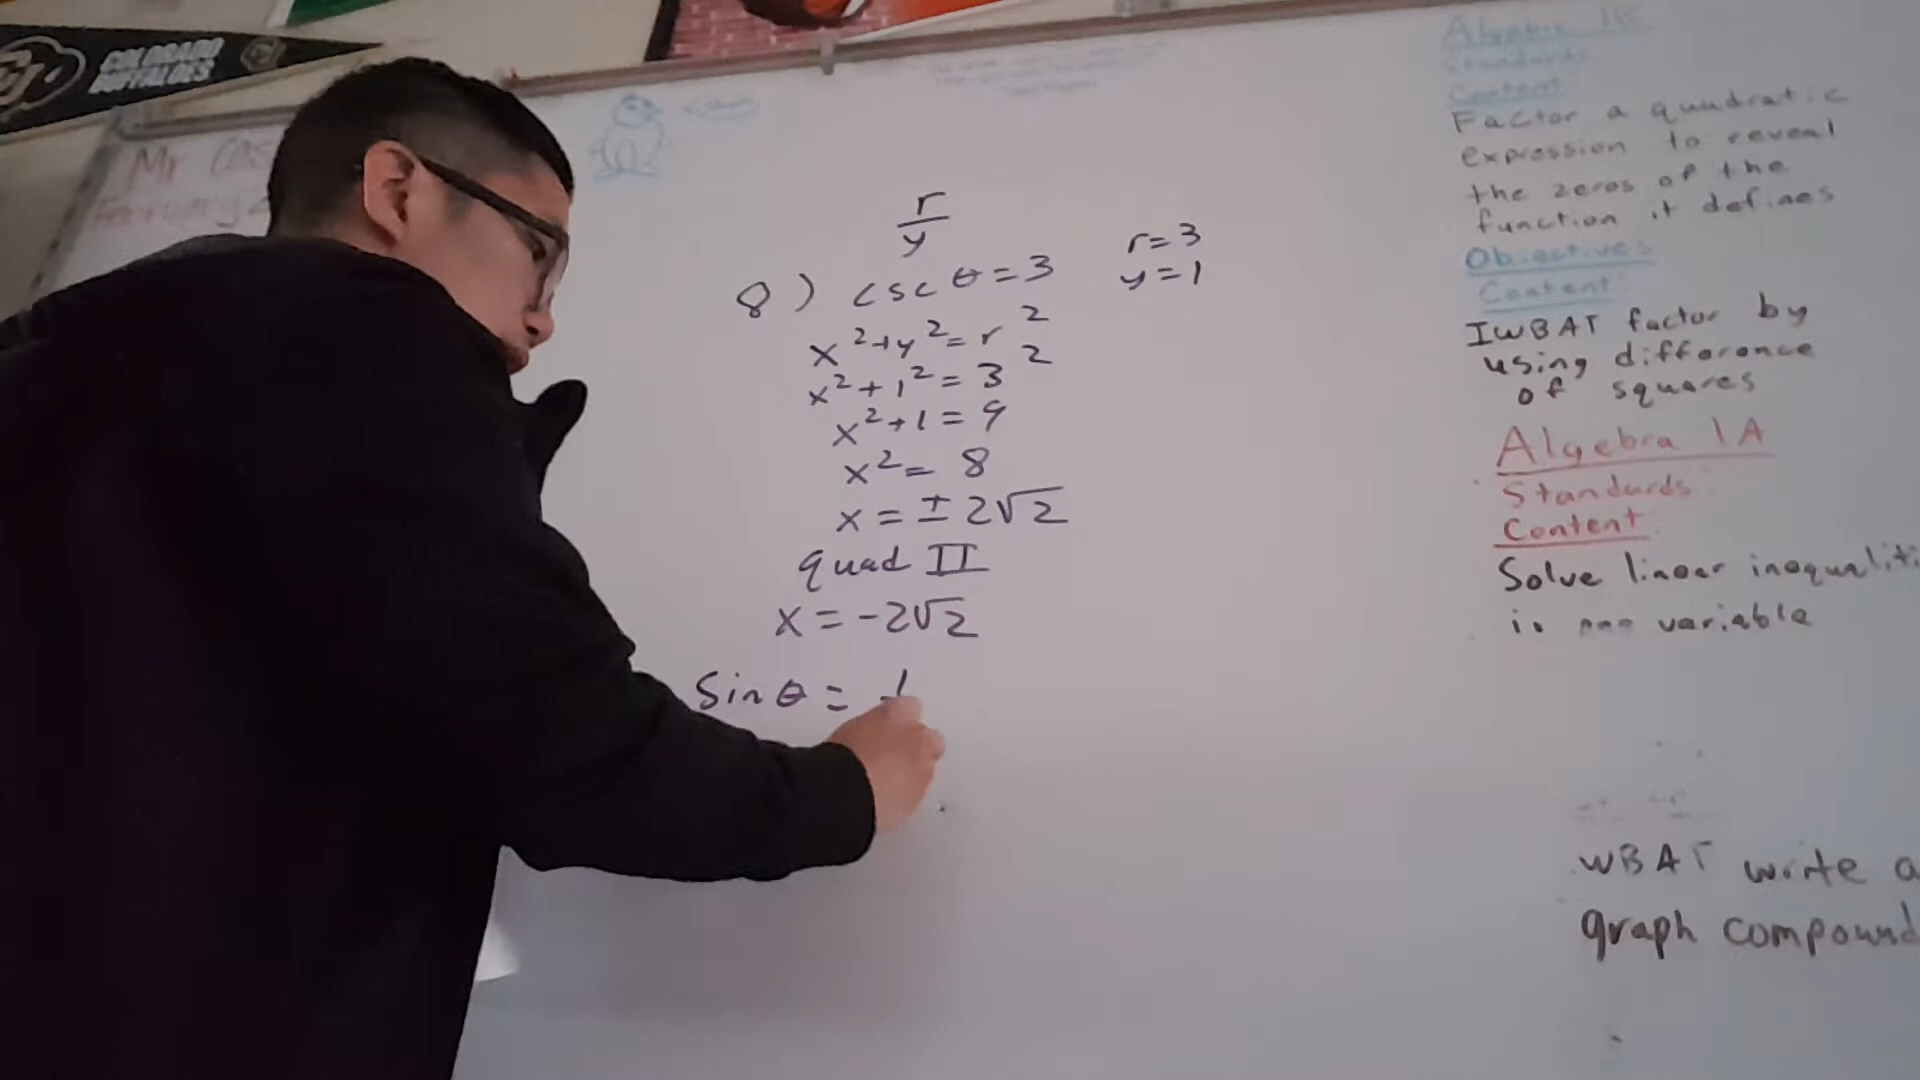 COLORADO
BUFFALOES
Mr
February
r
y
8) csc θ = 3
r = 3
y = 1
x² + y² = r²
x² + 1² = 3²
x² + 1 = 9
x² = 8
x = ± 2√2
quad II
x = -2√2
Sin θ = 1
Algebra 1B
Standards
Content:
Factor a quadratic
expression to reveal
the zeros of the
function it defines
Objectives
Content:
IWBAT factor by
using difference
of squares
Algebra 1A
Standards:
Content:
Solve linear inequaliti
in one variable
WBAT write a
graph compound